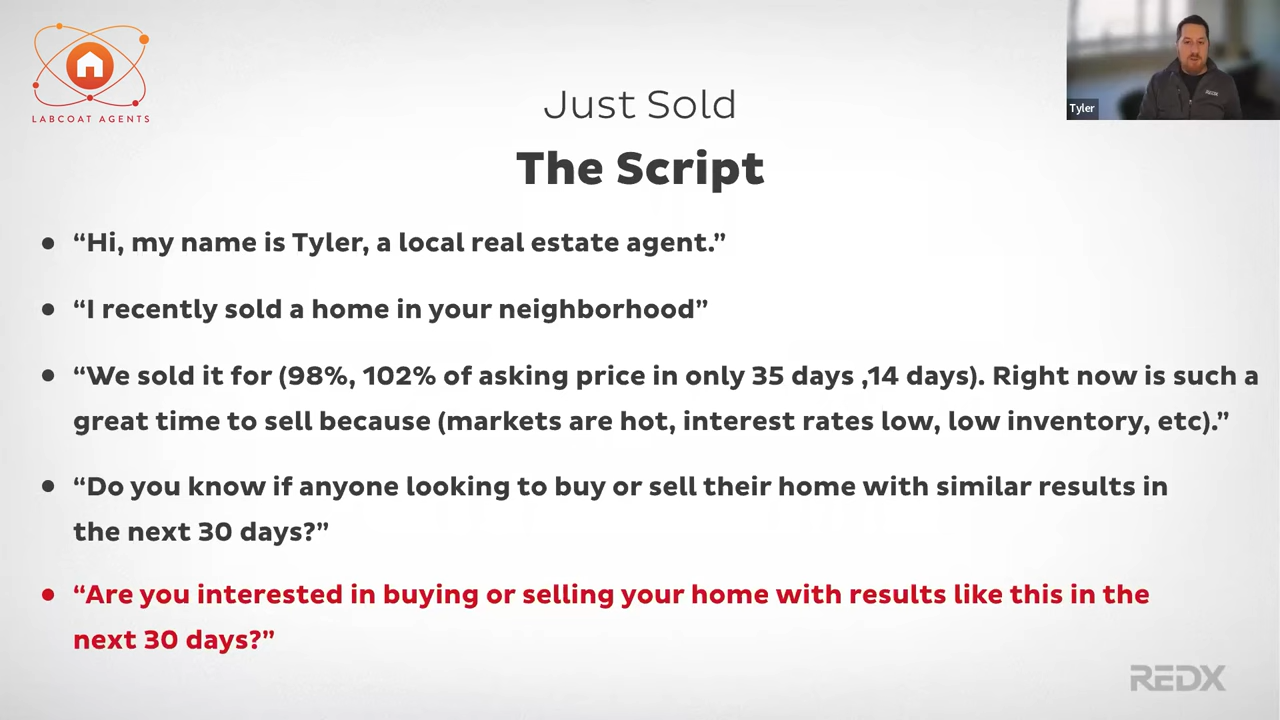 LABCOAT AGENTS
REDX
Tyler
Just Sold
The Script
“Hi, my name is Tyler, a local real estate agent.”
“I recently sold a home in your neighborhood”
“We sold it for (98%, 102% of asking price in only 35 days ,14 days). Right now is such a
great time to sell because (markets are hot, interest rates low, low inventory, etc).”
“Do you know if anyone looking to buy or sell their home with similar results in
the next 30 days?”
“Are you interested in buying or selling your home with results like this in the
next 30 days?”
REDX